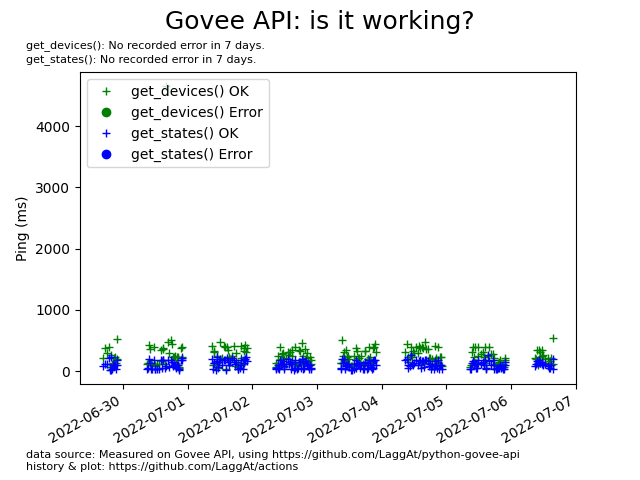 Govee API: is it working?
get_devices(): No recorded error in 7 days.
get_states(): No recorded error in 7 days.
get_devices() OK
get_devices() Error
get_states() OK
get_states() Error
Ping (ms)
4000
3000
2000
1000
0
2022-06-30
2022-07-01
2022-07-02
2022-07-03
2022-07-04
2022-07-05
2022-07-06
2022-07-07
data source: Measured on Govee API, using https://github.com/LaggAt/python-govee-api
history & plot: https://github.com/LaggAt/actions